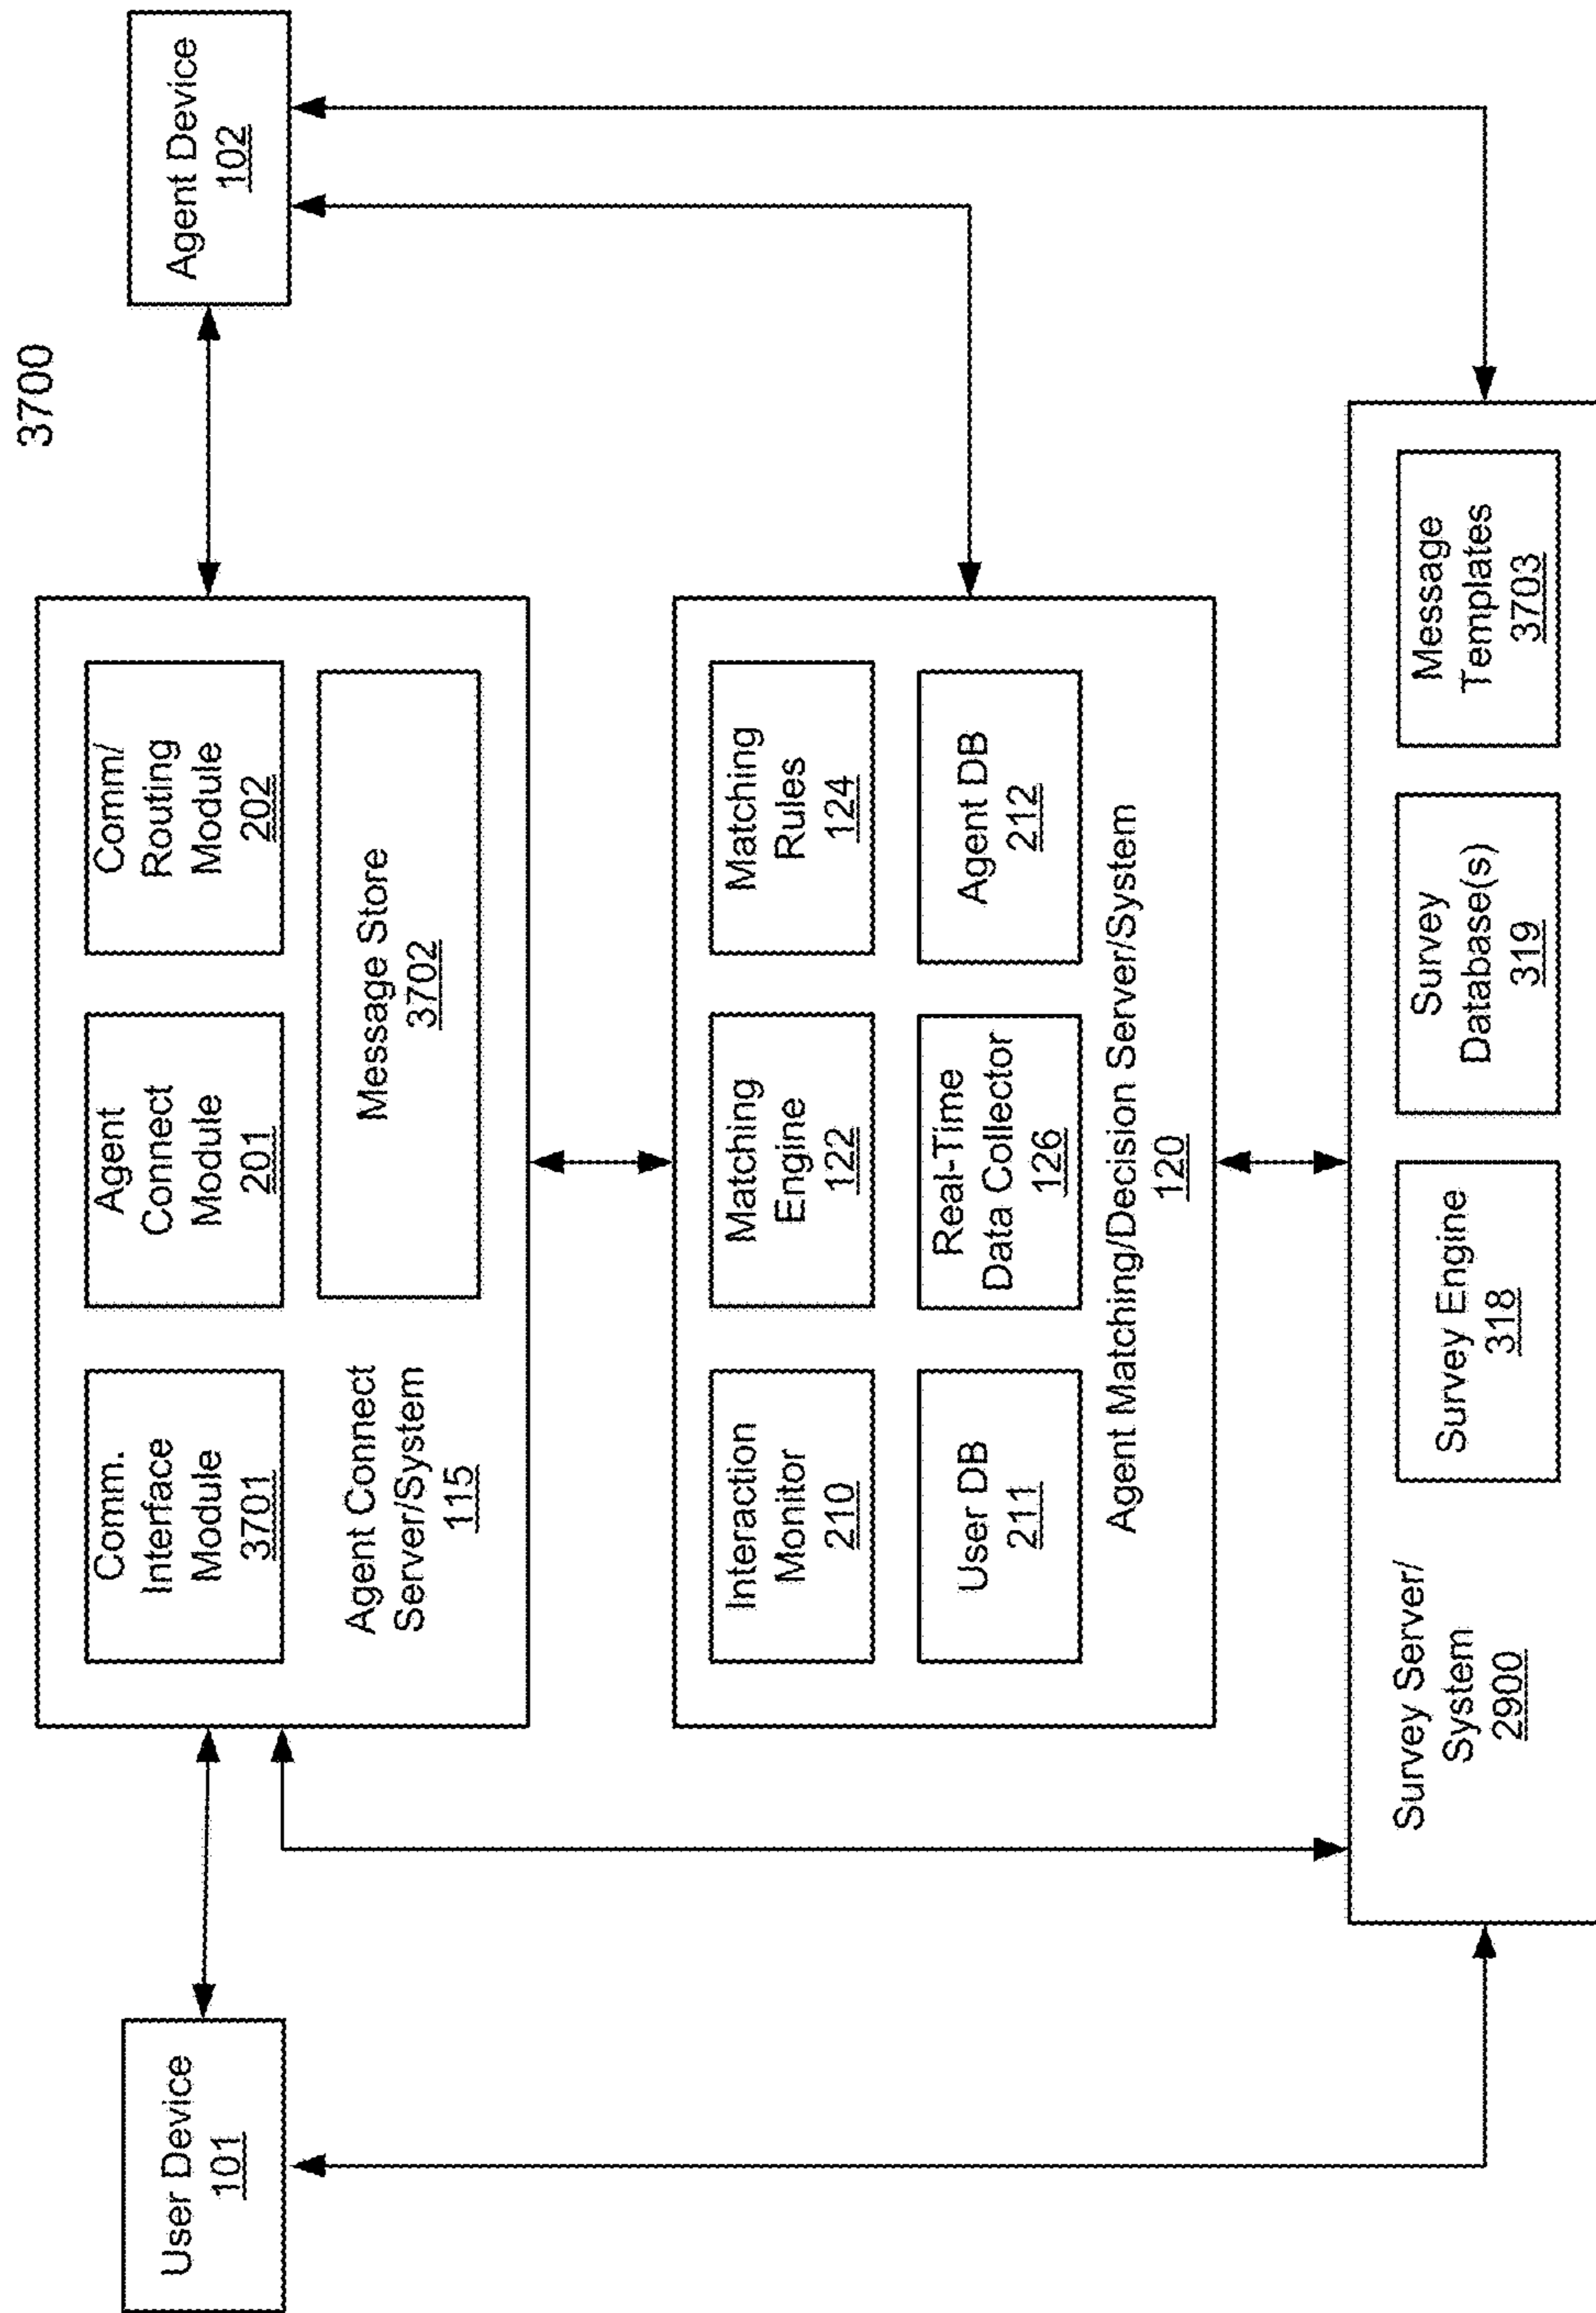 3700
User Device
101
Agent Device
102
Comm.
Interface
Module
3701
Agent
Connect
Module
201
Comm/
Routing
Module
202
Agent Connect
Server/System
115
Message Store
3702
Interaction
Monitor
210
Matching
Engine
122
Matching
Rules
124
User DB
211
Real-Time
Data Collector
126
Agent DB
212
Agent Matching/Decision Server/System
120
Survey Server/
System
2900
Survey Engine
318
Survey
Database(s)
319
Message
Templates
3703